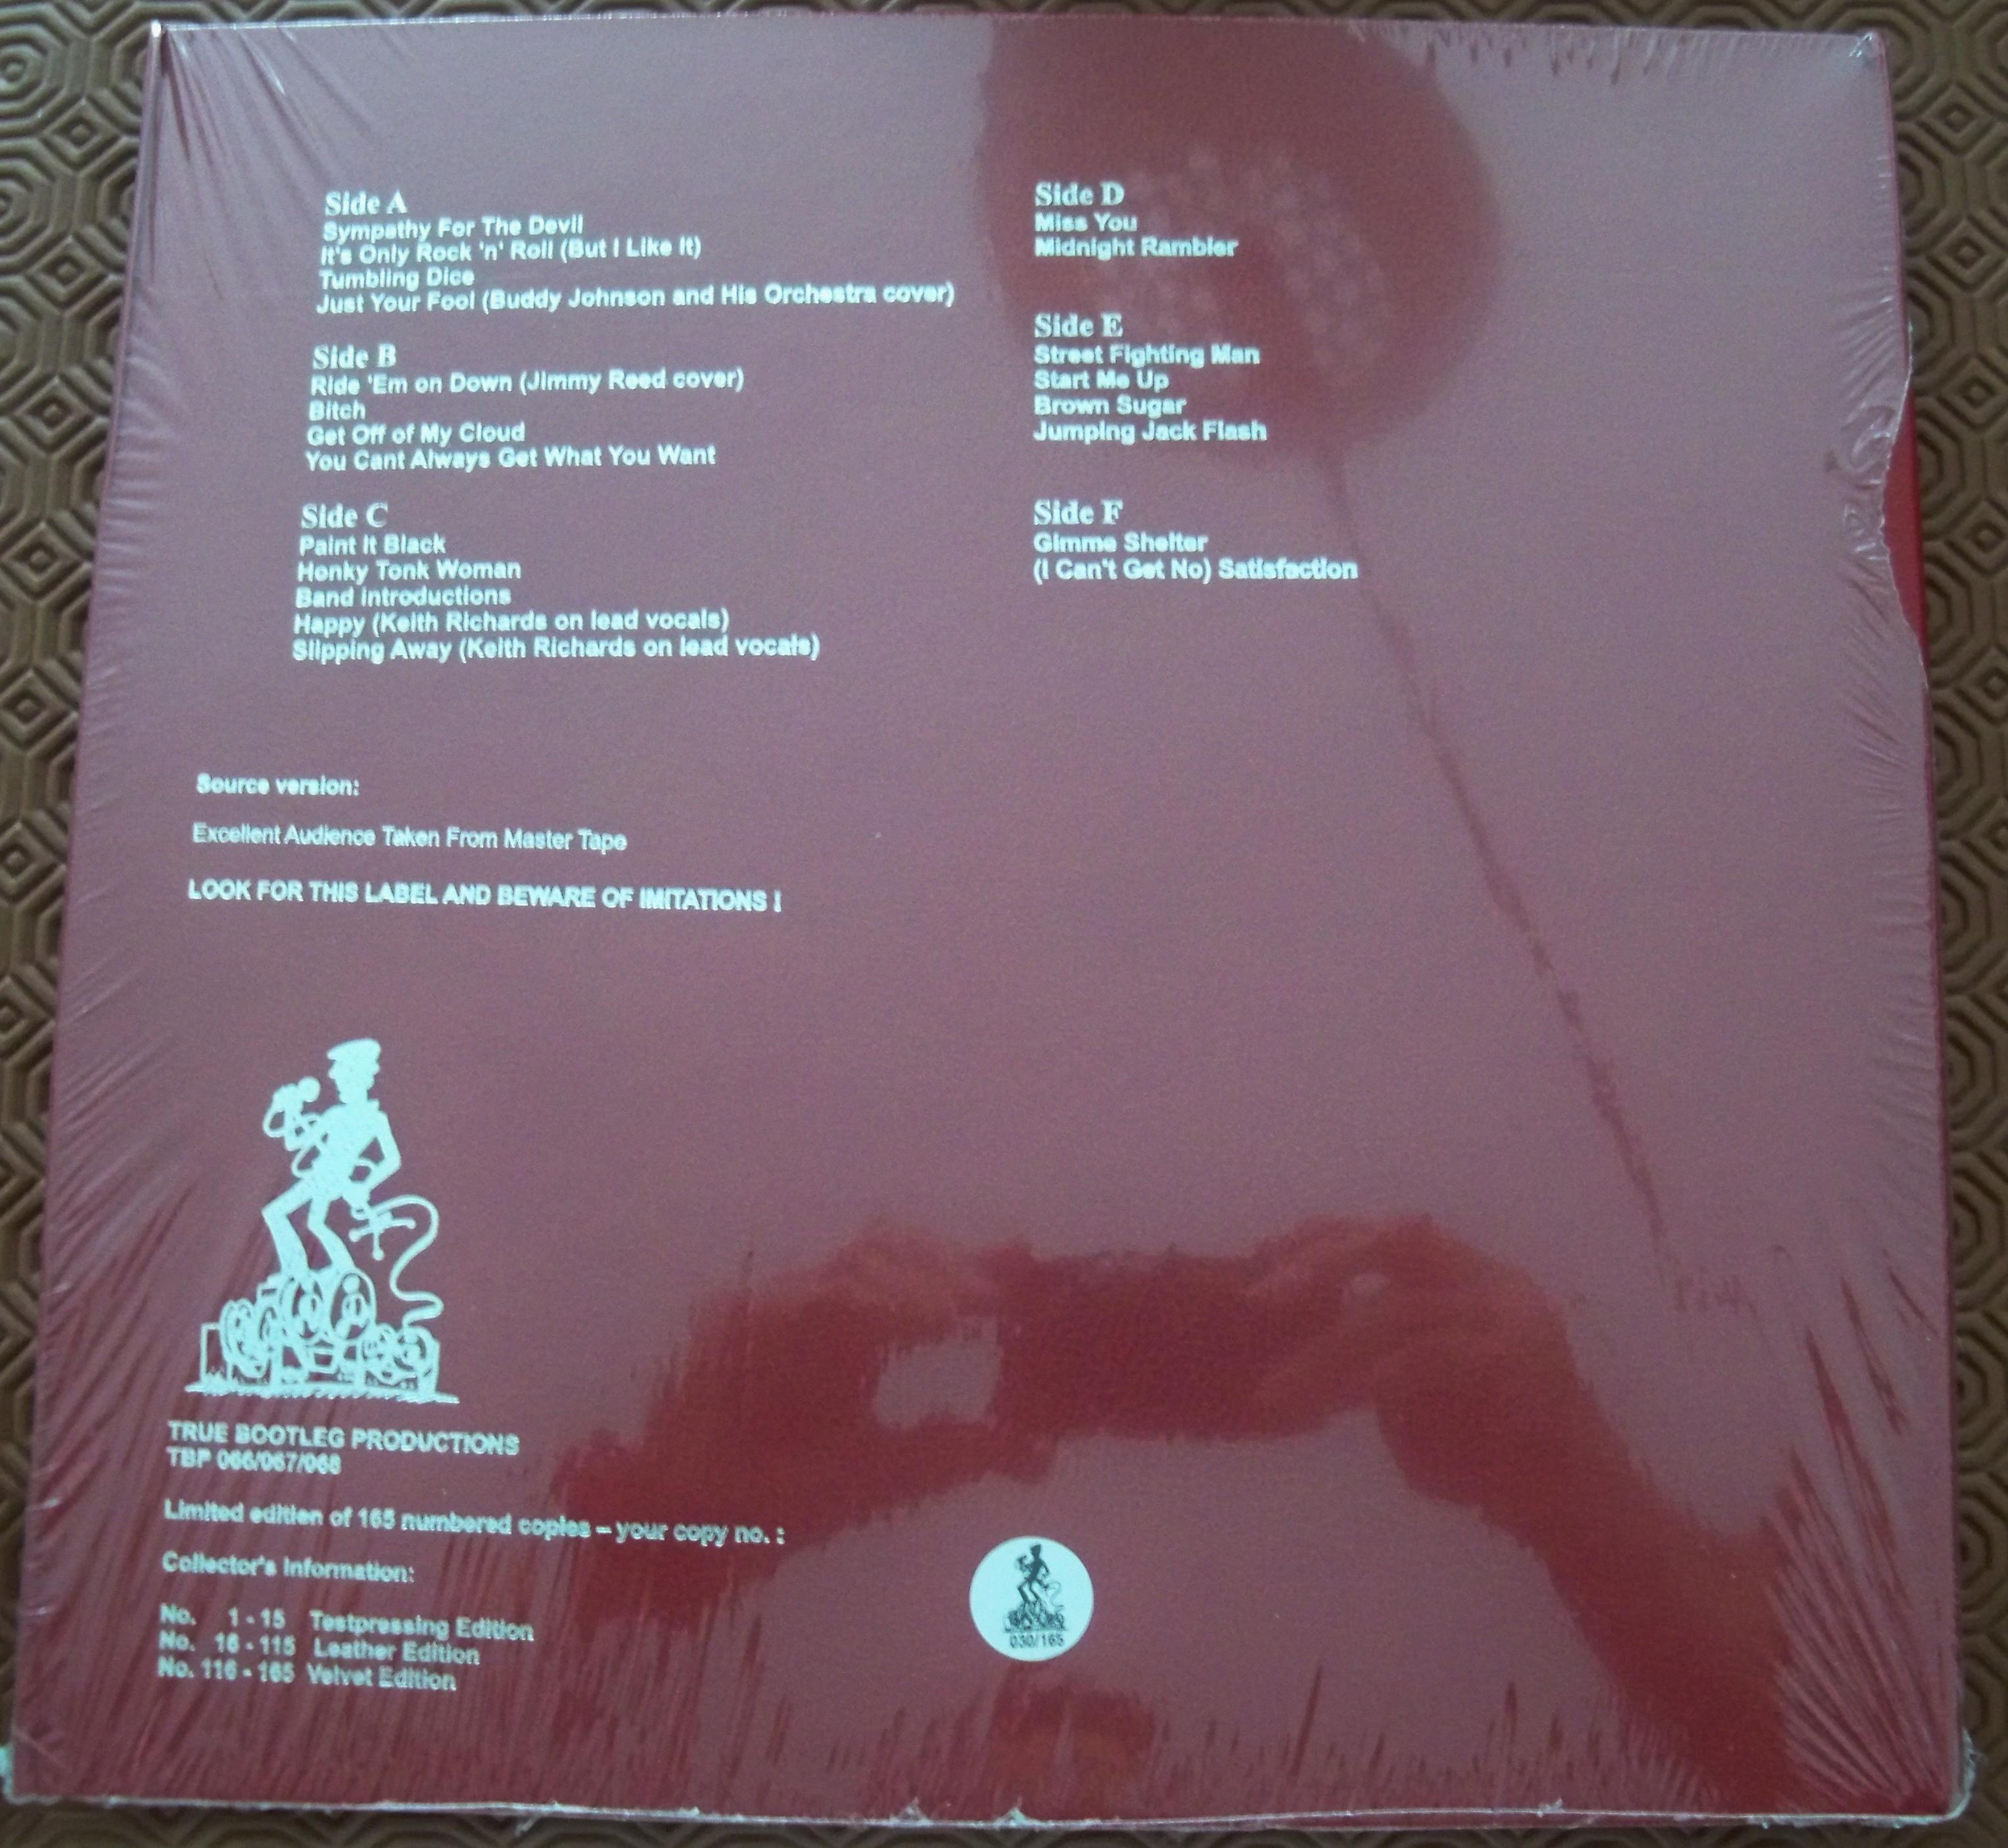 Side A
Sympathy For The Devil
It's Only Rock 'n' Roll (But I Like It)
Tumbling Dice
Just Your Fool (Buddy Johnson and His Orchestra cover)
Side B
Ride 'Em on Down (Jimmy Reed cover)
Bitch
Get Off of My Cloud
You Cant Always Get What You Want
Side C
Paint It Black
Honky Tonk Woman
Band introductions
Happy (Keith Richards on lead vocals)
Slipping Away (Keith Richards on lead vocals)
Side D
Miss You
Midnight Rambler
Side E
Street Fighting Man
Start Me Up
Brown Sugar
Jumping Jack Flash
Side F
Gimme Shelter
(I Can't Get No) Satisfaction
Source version:
Excellent Audience Taken From Master Tape
LOOK FOR THIS LABEL AND BEWARE OF IMITATIONS !
TRUE BOOTLEG PRODUCTIONS
TBP 066/067/068
Limited edition of 165 numbered copies – your copy no. :
Collector's Information:
No. 1 - 15 Testpressing Edition
No. 16 - 115 Leather Edition
No. 116 - 165 Velvet Edition
030/165